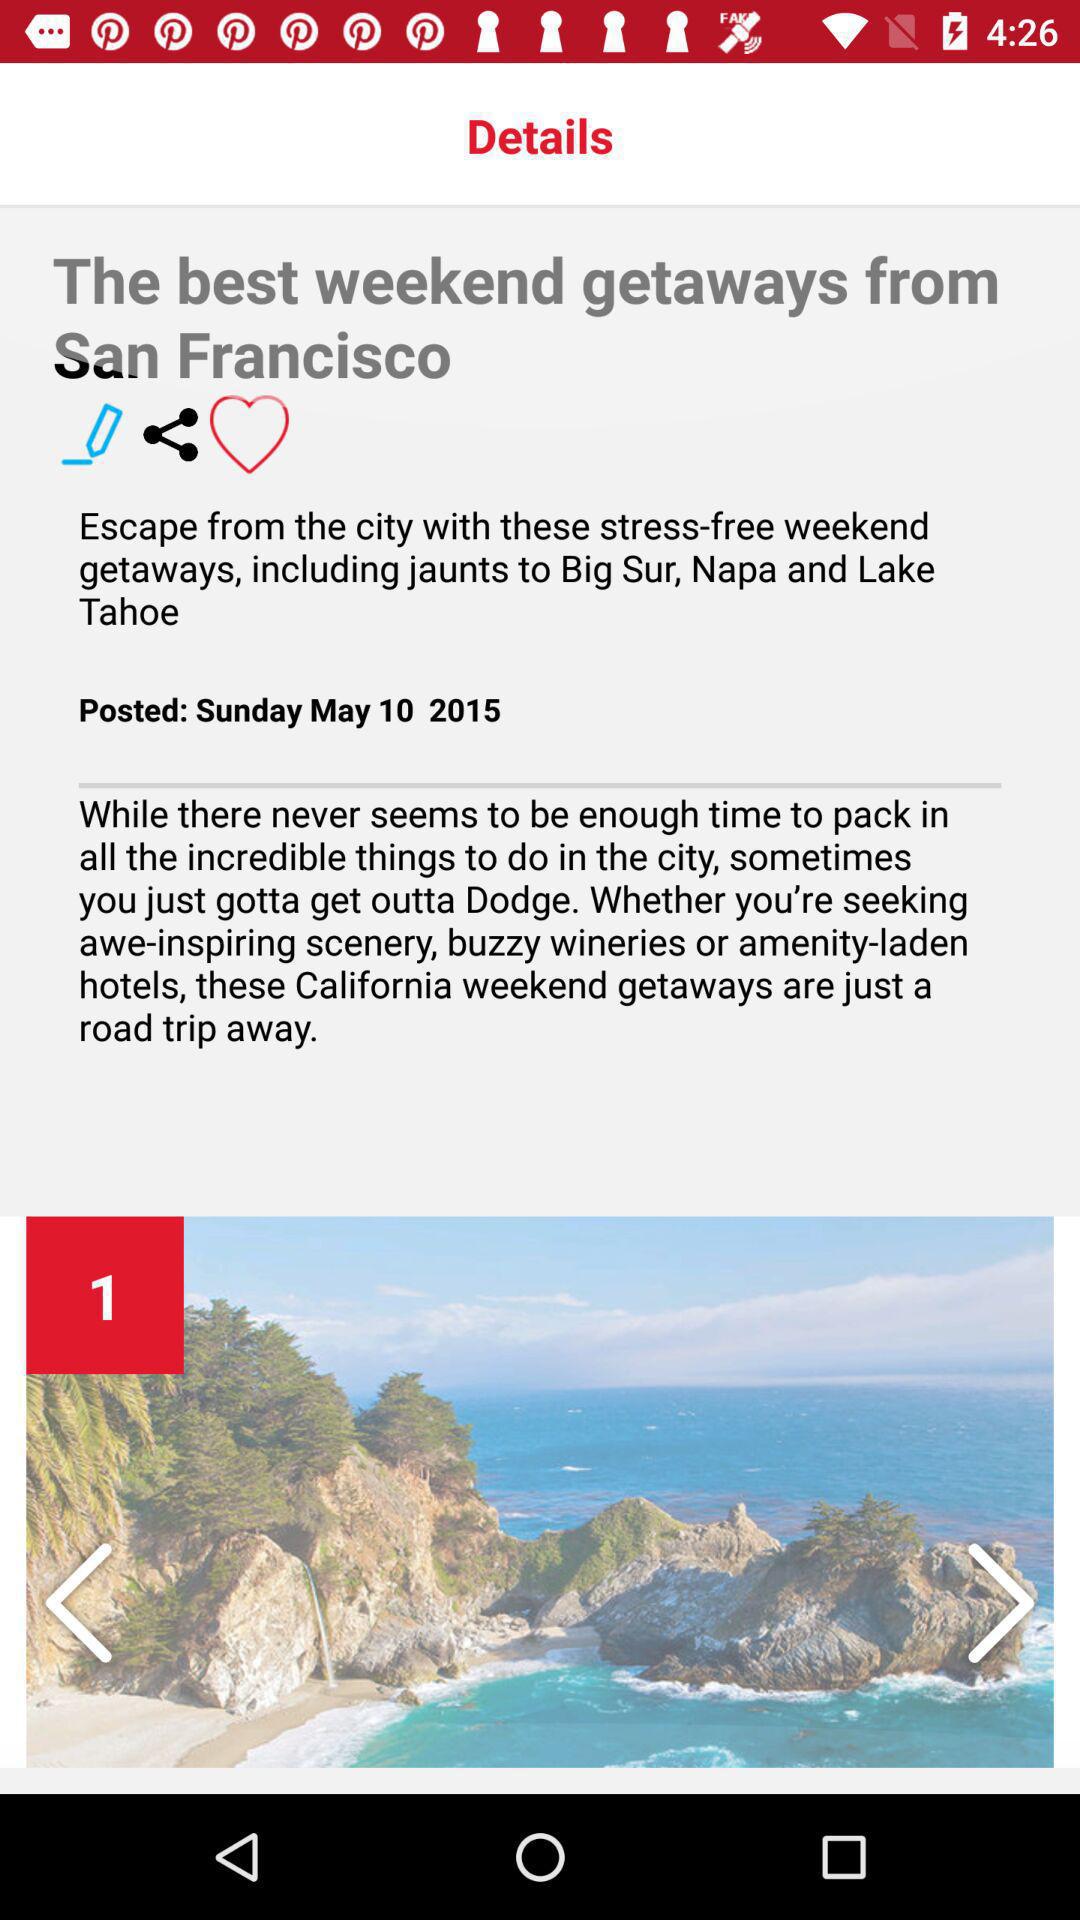 FAKE
4:26
Details
The best weekend getaways from
San Francisco
Escape from the city with these stress-free weekend
getaways, including jaunts to Big Sur, Napa and Lake
Tahoe
Posted: Sunday May 10 2015
While there never seems to be enough time to pack in
all the incredible things to do in the city, sometimes
you just gotta get outta Dodge. Whether you’re seeking
awe-inspiring scenery, buzzy wineries or amenity-laden
hotels, these California weekend getaways are just a
road trip away.
1